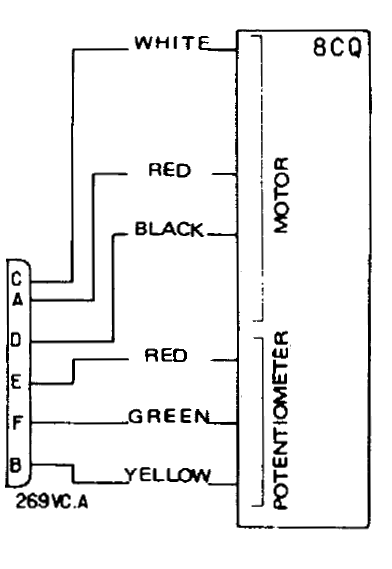 WHITE
8CQ
RED
MOTOR
BLACK
C
A
D
RED
E
POTENTIOMETER
F
GREEN
B
YELLOW
269VC.A